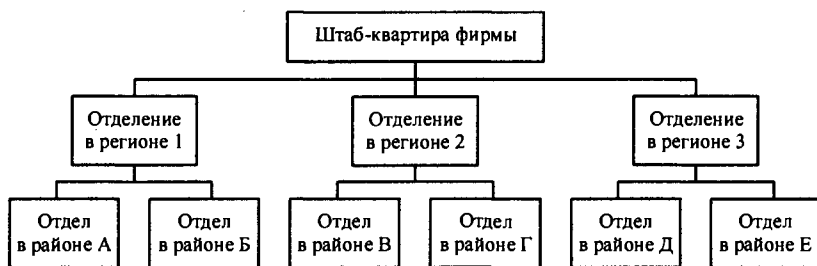 Штаб-квартира фирмы
Отделение
в регионе 1
Отделение
в регионе 2
Отделение
в регионе 3
Отдел
в районе А
Отдел
в районе Б
Отдел
в районе В
Отдел
в районе Г
Отдел
в районе Д
Отдел
в районе Е